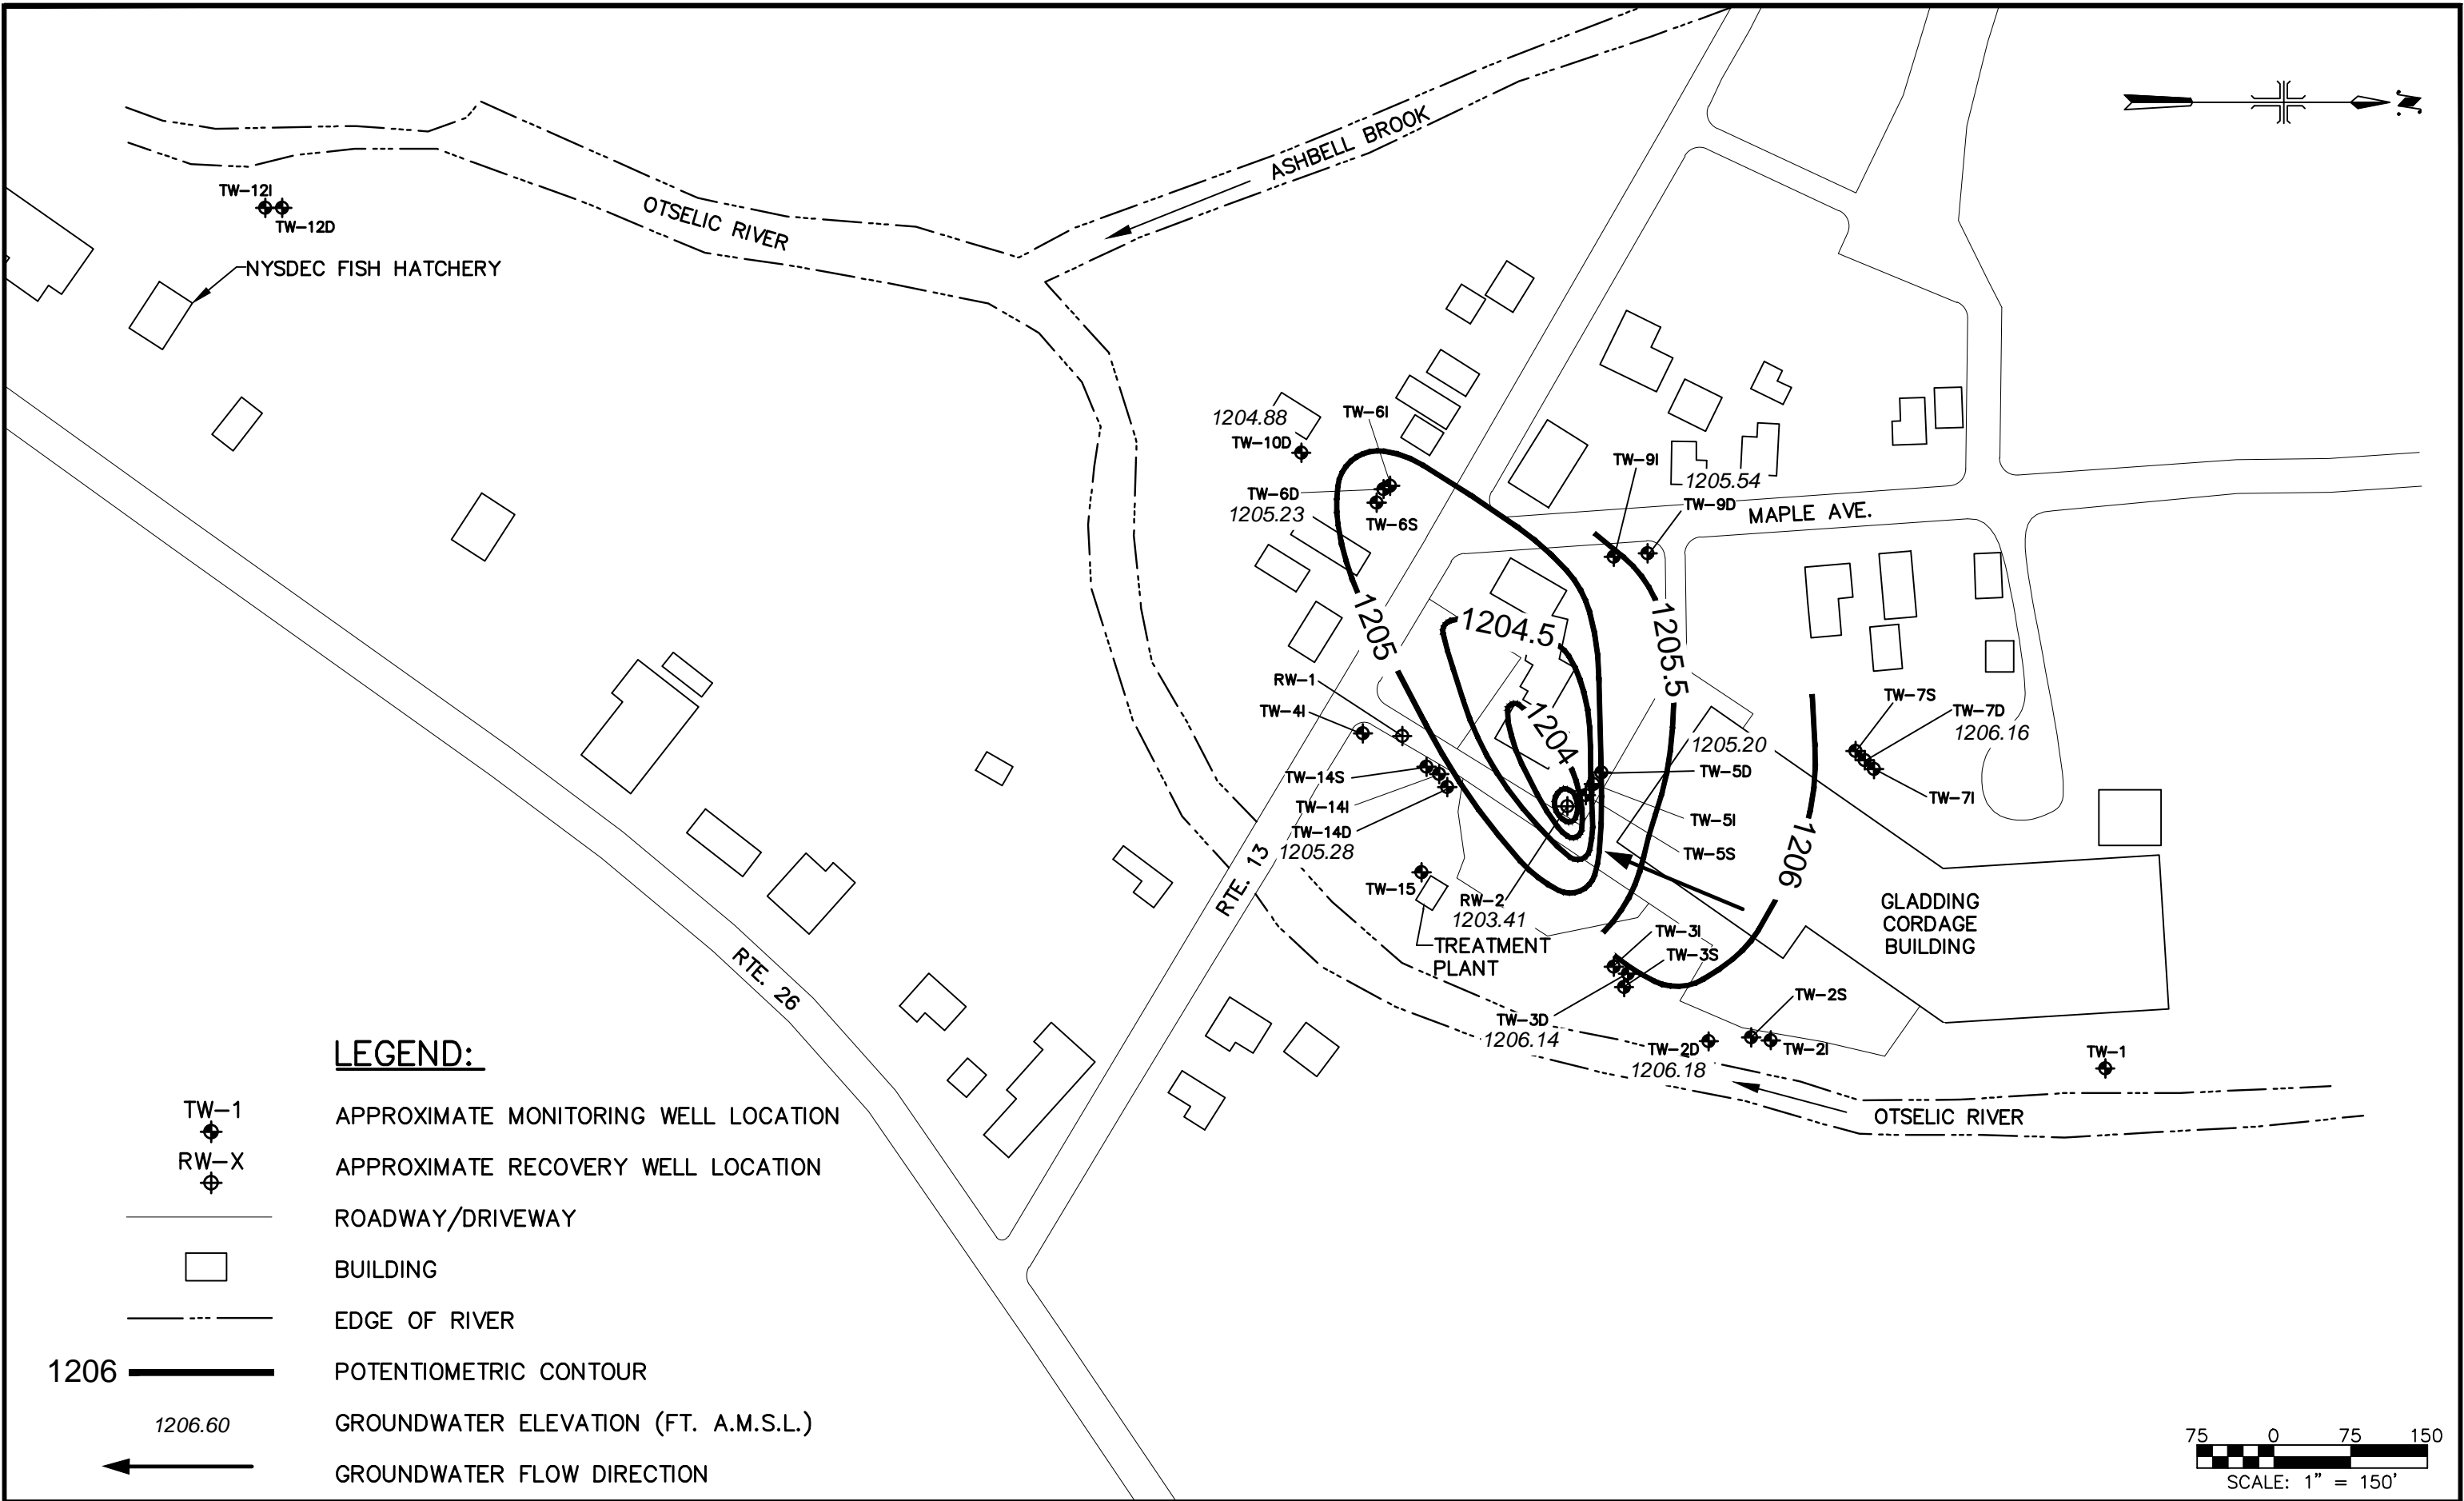 N
ASHBELL BROOK
TW-12I
TW-12D
OTSELIC RIVER
NYSDEC FISH HATCHERY
1204.88
TW-10D
TW-6I
TW-6D
1205.23
TW-6S
TW-9I
1205.54
TW-9D
MAPLE AVE.
1205
1204.5
1205.5
RW-1
TW-4I
1204
1205.20
TW-5D
TW-7S
TW-7D
1206.16
TW-7I
TW-14S
TW-14I
TW-14D
1205.28
TW-5I
TW-5S
1206
RTE. 13
TW-15
RW-2
1203.41
TREATMENT
PLANT
GLADDING
CORDAGE
BUILDING
TW-3I
TW-3S
TW-3D
1206.14
TW-2S
TW-2D
1206.18
TW-2I
TW-1
OTSELIC RIVER
RTE. 26
LEGEND:
TW-1
APPROXIMATE MONITORING WELL LOCATION
RW-X
APPROXIMATE RECOVERY WELL LOCATION
ROADWAY/DRIVEWAY
BUILDING
EDGE OF RIVER
1206
POTENTIOMETRIC CONTOUR
1206.60
GROUNDWATER ELEVATION (FT. A.M.S.L.)
GROUNDWATER FLOW DIRECTION
75 0 75 150
SCALE: 1" = 150'